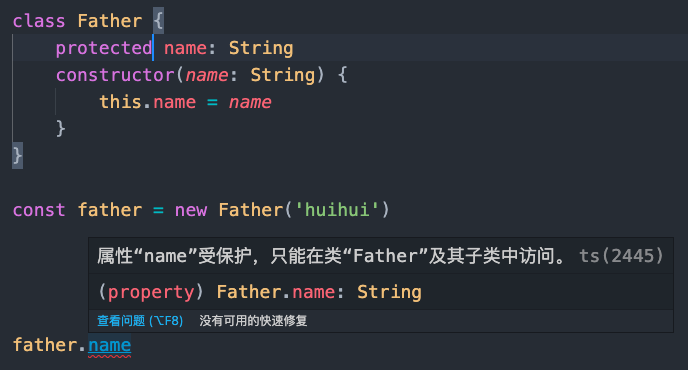 class Father {
    protected name: String
    constructor(name: String) {
        this.name = name
    }
}
const father = new Father('huihui')
属性“name”受保护，只能在类“Father”及其子类中访问。 ts(2445)
(property) Father.name: String
查看问题 (⌥F8) 没有可用的快速修复
father.name